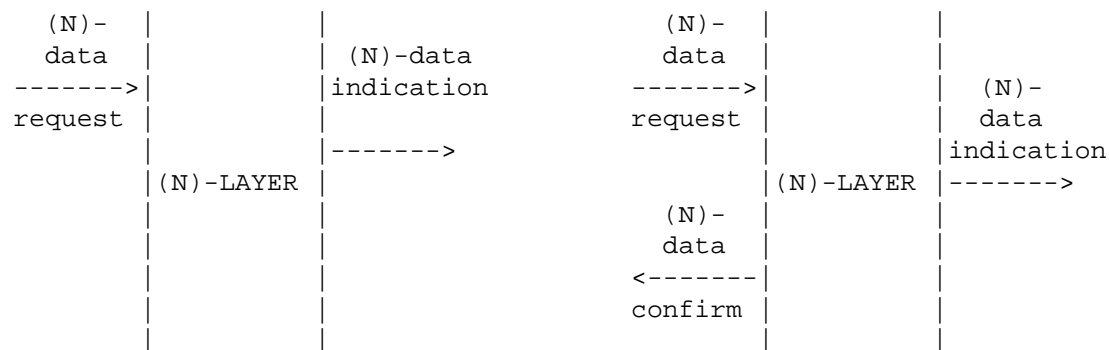 (N)- | | (N)- | |
data | | (N)-data data | |
------->| |indication ------->| | (N)-
request | | request | | data
| |-------> | |indication
|(N)-LAYER | |(N)-LAYER |------->
| | (N)- | |
| | data | |
| | <-------| |
| | confirm | |
| | | |